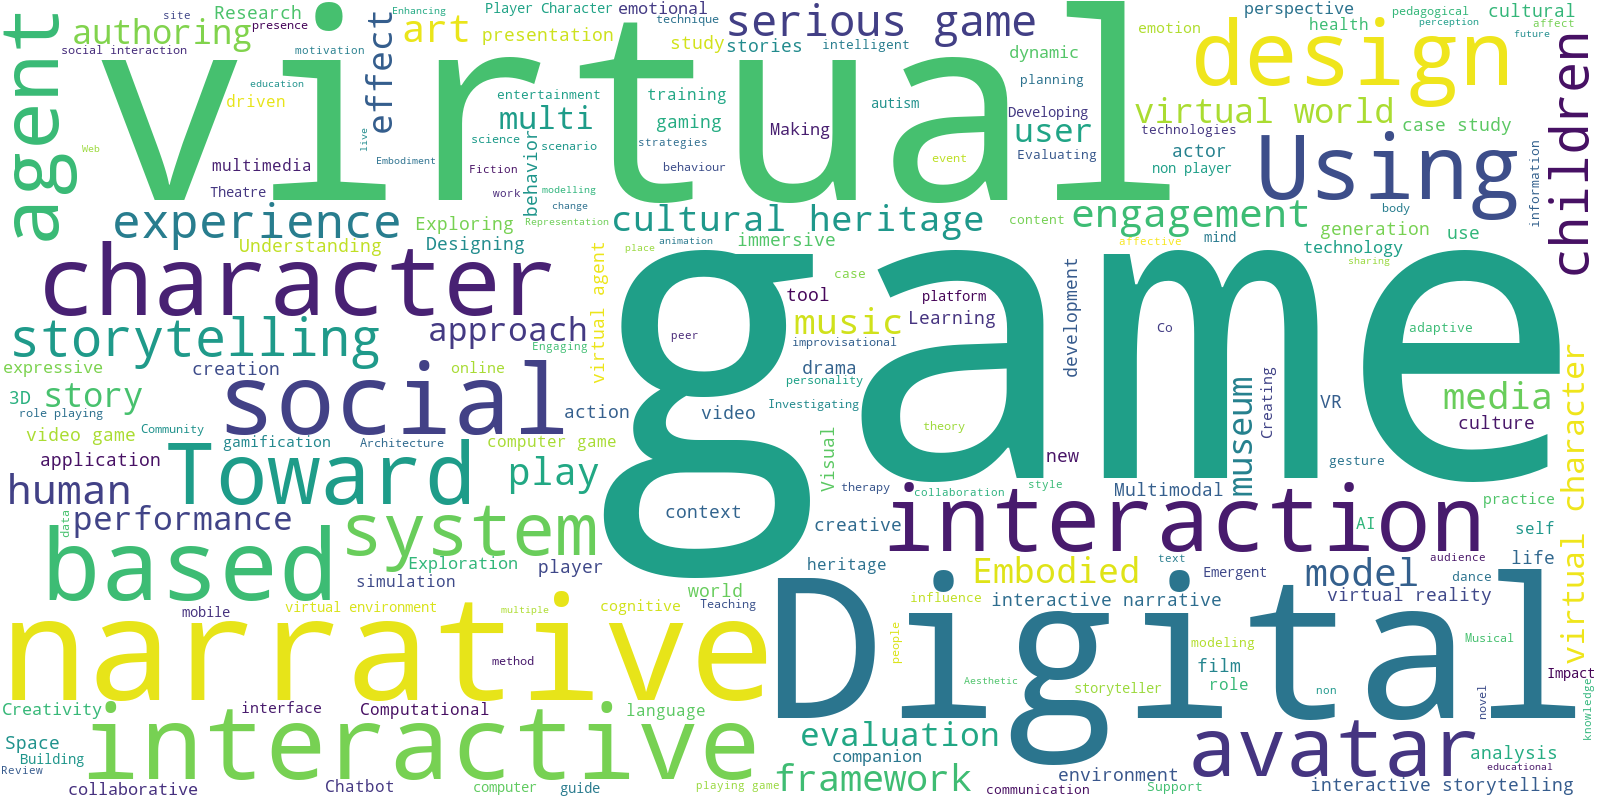 site
Research
Player Character
emotional
serious game
perspective
pedagogical
cultural
authoring
presence
effect
Enhancing
art
presentation
technique
study
stories
intelligent
dynamic
emotion
design
health
perception
affect
future
social interaction
motivation
agent
virtual
education
driven
entertainment
training
autism
planning
Developing
virtual world
children
multi
gaming
Making
user
case study
live
science
scenario
strategies
Evaluating
technologies
actor
Using
Web
multimedia
Embodiment
Fiction
behavior
behaviour
event
non player
information
Theatre
work
modelling
change
experience
Exploring
Representation
cultural heritage
content
engagement
body
generation
use
Understanding
Designing
place
animation
immersive
affective
mind
technology
sharing
character
virtual agent
game
case
tool
platform
development
storytelling
approach
Engaging
peer
music
Learning
improvisational
Co
adaptive
expressive
creation
online
drama
personality
3D
story
social
action
video
Investigating
museum
Creating
VR
media
role playing
culture
video game
Community
gamification
Architecture
computer game
Visual
theory
virtual character
application
Toward
play
new
gesture
human
therapy
collaboration
style
Multimodal
practice
data
performance
system
context
creative
interaction
AI
self
based
Exploration
player
heritage
Embodied
text
Emergent
model
audience
life
simulation
world
dance
mobile
virtual environment
multiple
cognitive
Teaching
influence
interactive narrative
virtual reality
narrative
method
Digital
people
modeling
Musical
film
Impact
Aesthetic
storyteller
role
non
novel
knowledge
Creativity
interface
Computational
language
Space
Building
interactive
evaluation
companion
avatar
analysis
Review
educational
collaborative
Chatbot
computer
guide
playing game
framework
environment
communication
Support
interactive storytelling